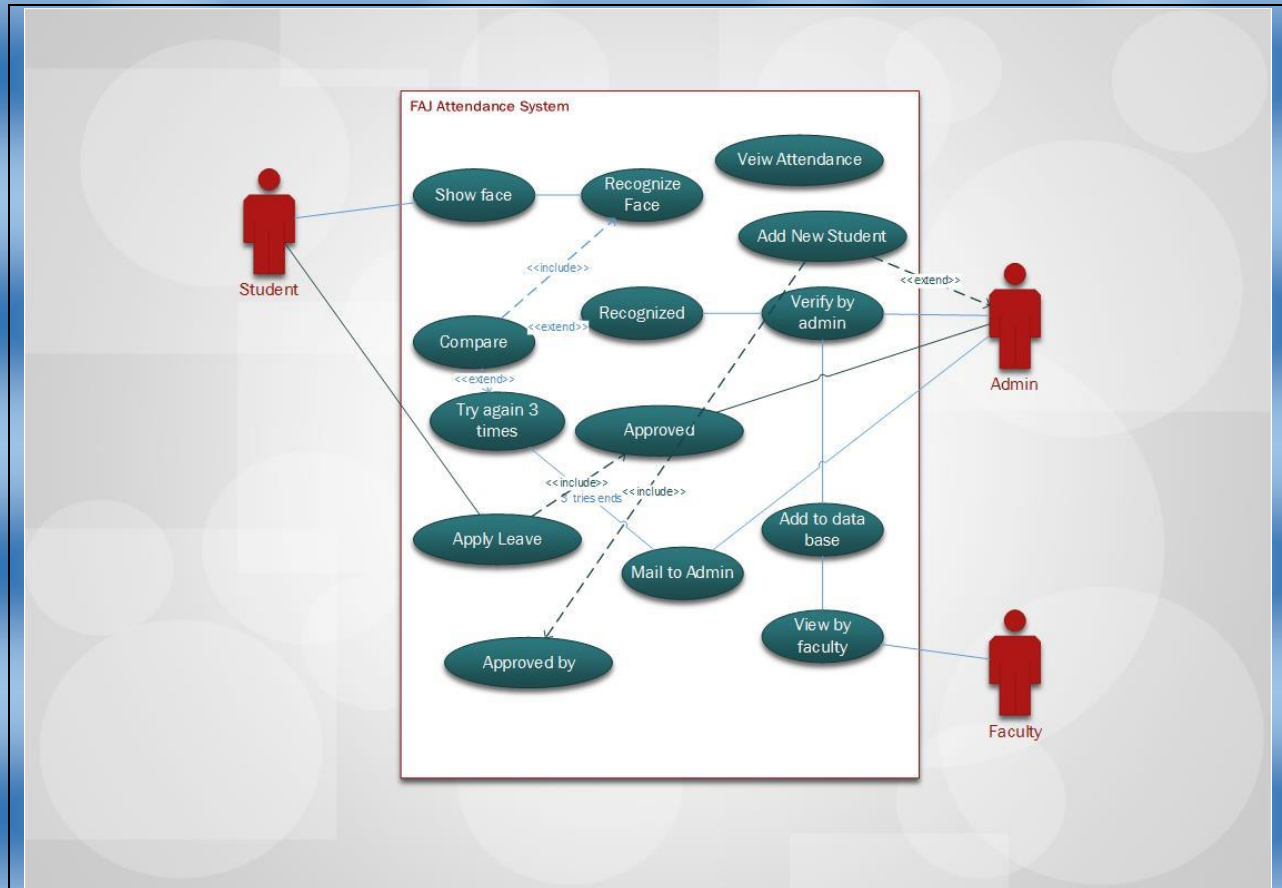 FAJ Attendance System
Veiw Attendance
Show face
Recognize
Face
Add New Student
<<include>>
<<extend>>
Student
Recognized
Verify by
admin
<<extend>>
Compare
Admin
<<extend>>
Try again 3
times
Approved
<<include>>
<<include>>
3 tries ends
Apply Leave
Add to data
base
Mail to Admin
View by
faculty
Approved by
Faculty